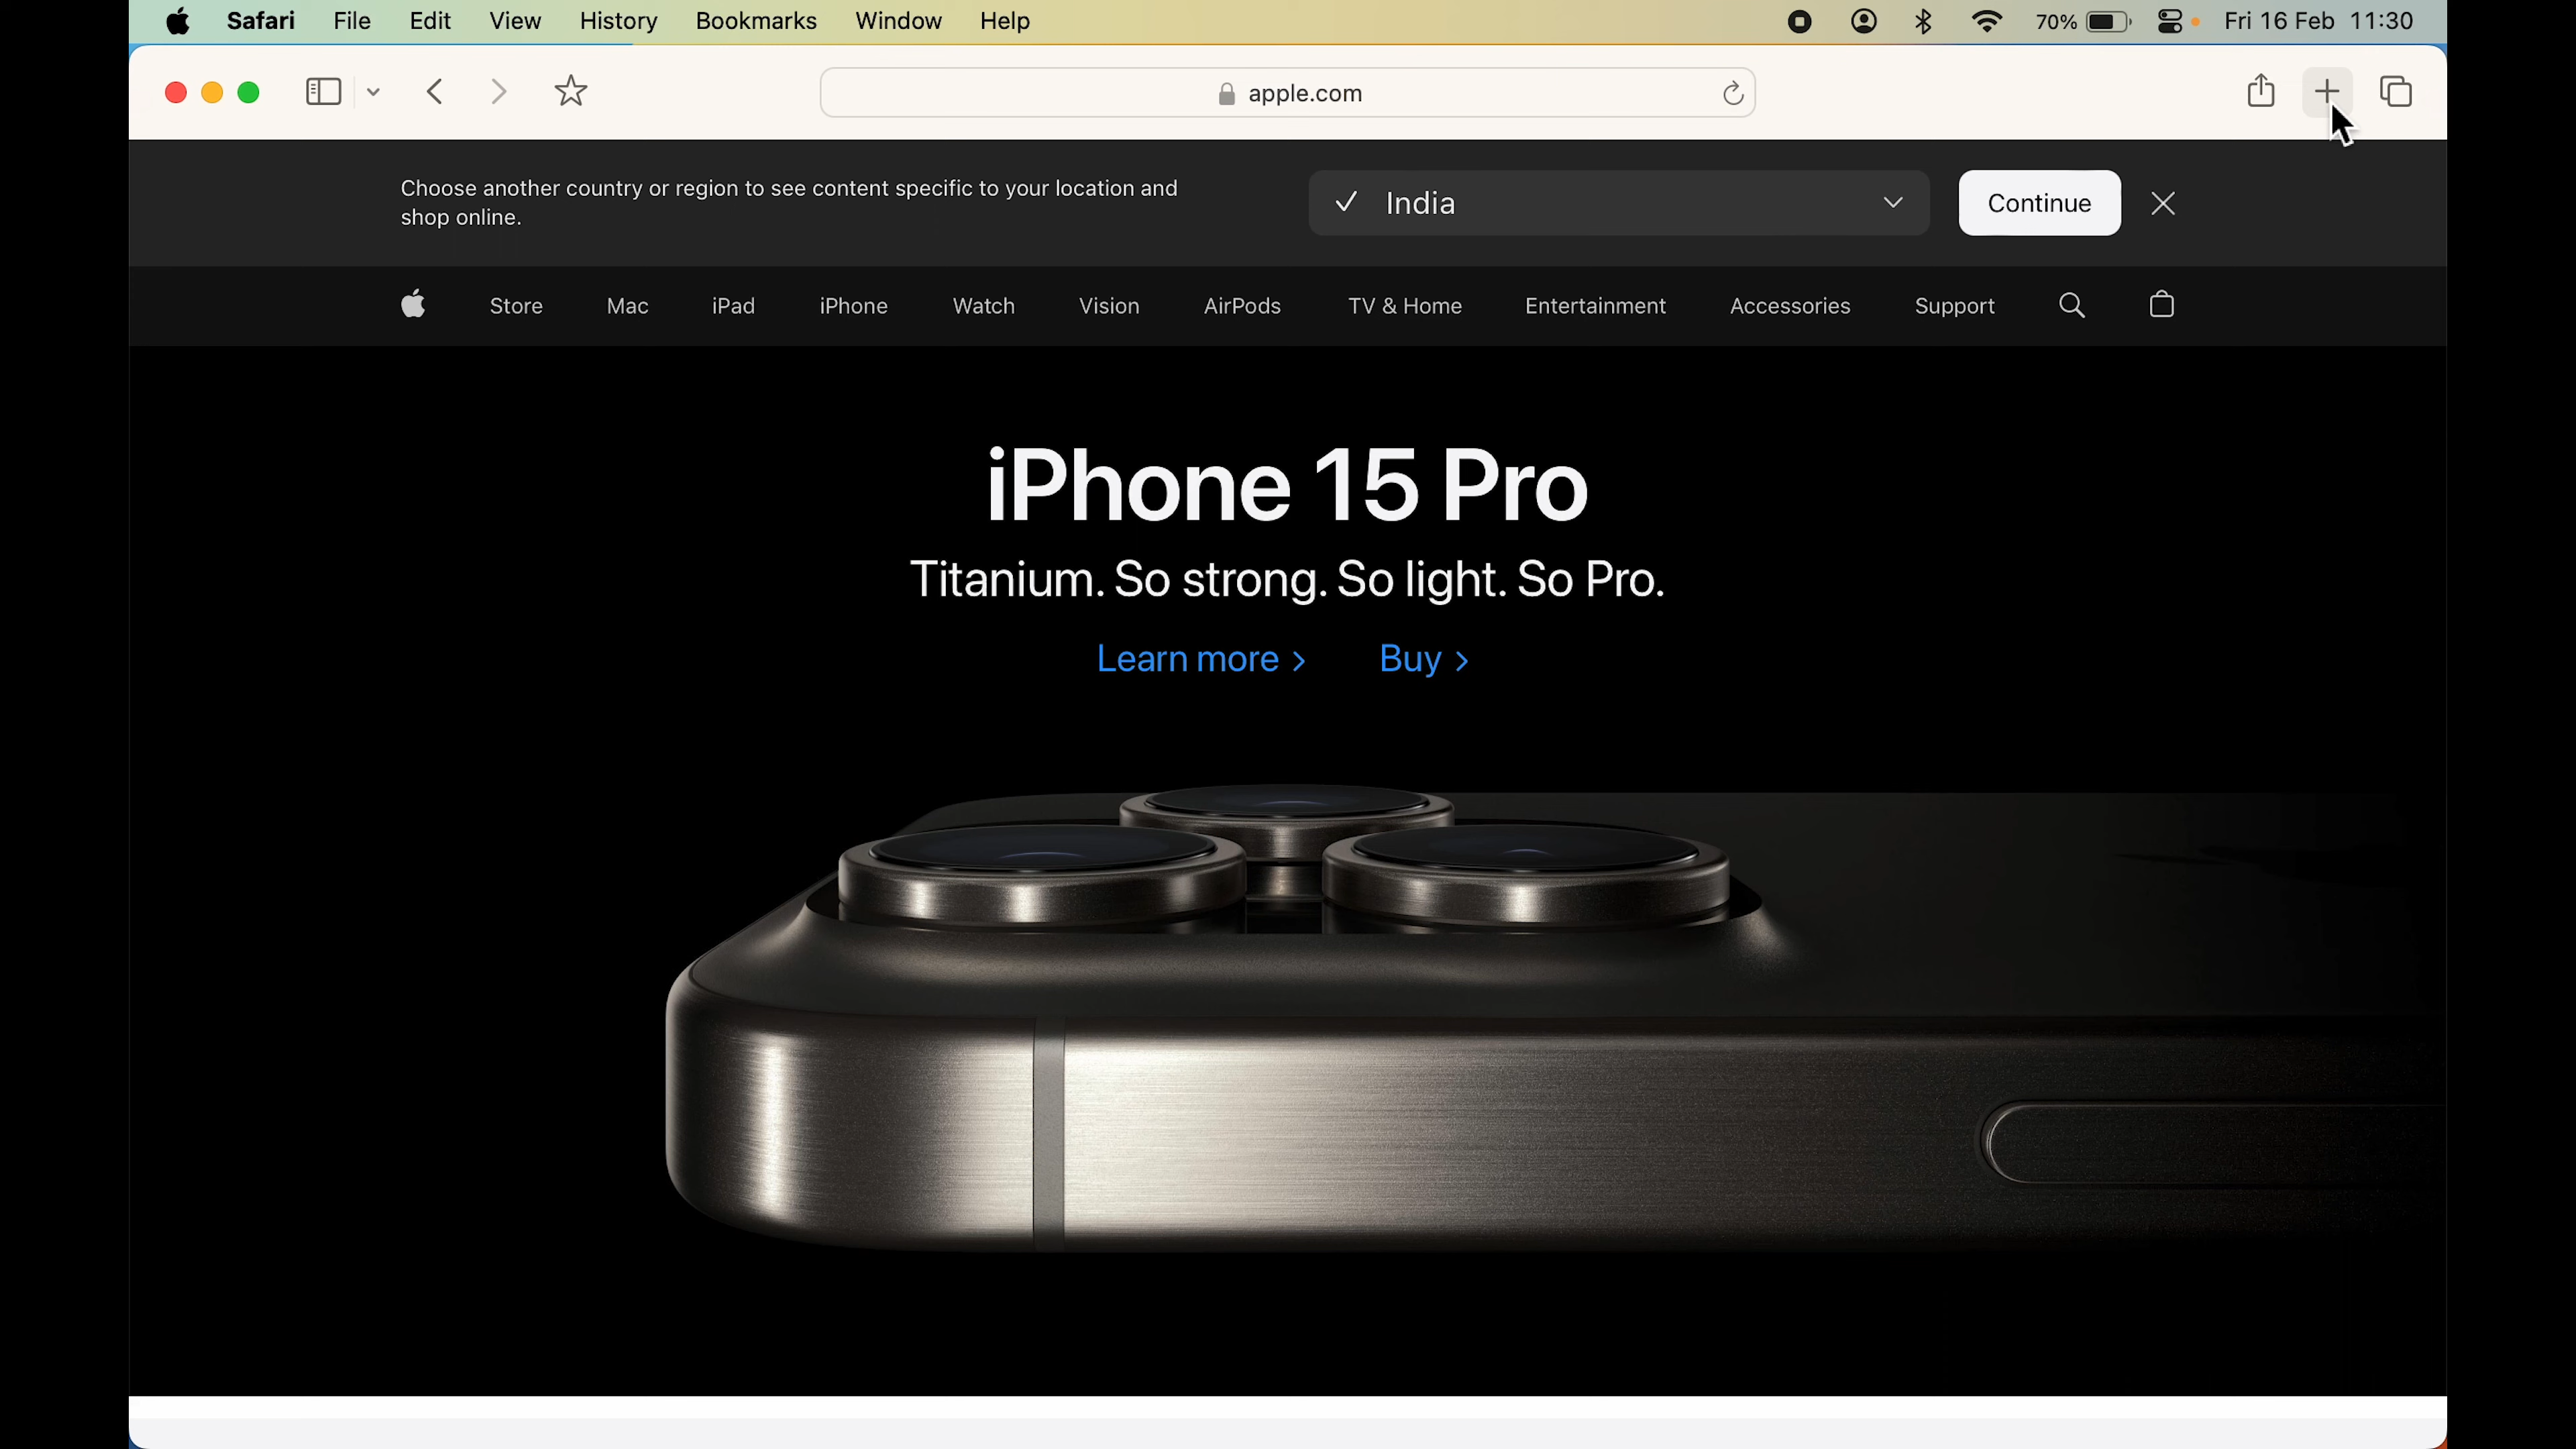 Safari File Edit View History Bookmarks Window Help 70% Fri 16 Feb 11:30
apple.com
Choose another country or region to see content specific to your location and
shop online.
India
Continue
Store Mac iPad iPhone Watch Vision AirPods TV & Home Entertainment Accessories Support
iPhone 15 Pro
Titanium. So strong. So light. So Pro.
Learn more > Buy >